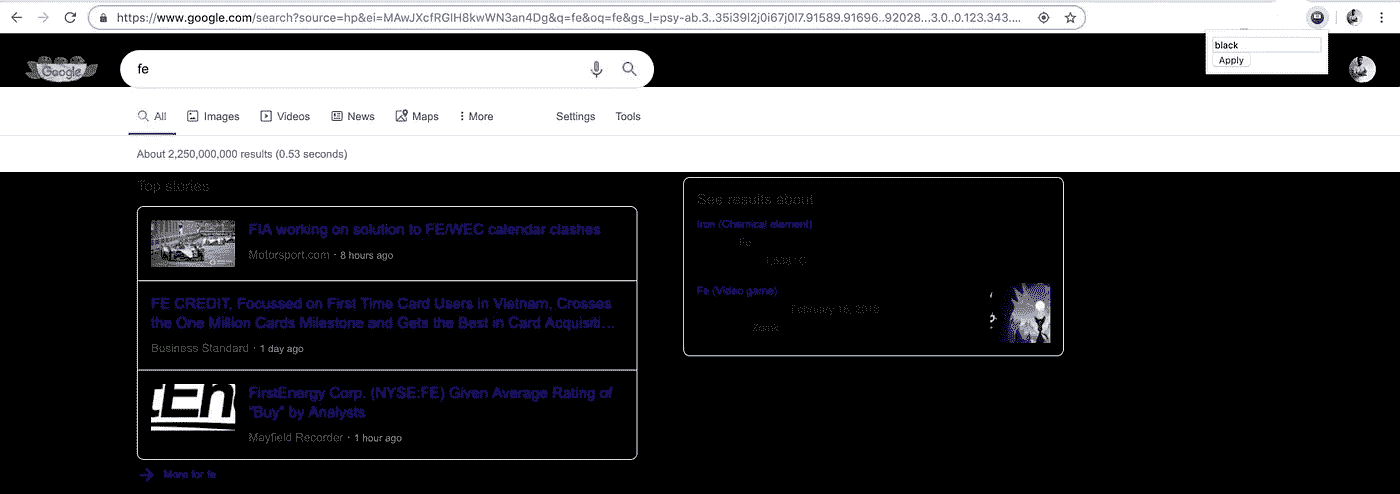 https://www.google.com/search?source=hp&ei=MAwJXcfRGIH8kwWN3an4Dg&q=fe&oq=fe&gs_l=psy-ab.3..35i39l2j0i67j0l7.91589.91696..92028...3.0..0.123.343....
black
Apply
Google
fe
All Images Videos News Maps More Settings Tools
About 2,250,000,000 results (0.53 seconds)
Top stories
FIA working on solution to FE/WEC calendar clashes
Motorsport.com · 8 hours ago
FE CREDIT, Focussed on First Time Card Users in Vietnam, Crosses
the One Million Cards Milestone and Gets the Best in Card Acquisiti...
Business Standard · 1 day ago
En
FirstEnergy Corp. (NYSE:FE) Given Average Rating of
"Buy" by Analysts
Mayfield Recorder · 1 hour ago
More for fe
See results about
Iron (Chemical element)
Fe
1,538 °C
Fe (Video game)
February 16, 2018
Zoink